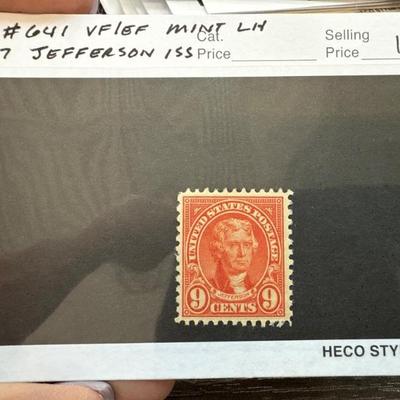 #641 VF/EF MINT LH
7 JEFFERSON ISS
Cat.
Price
Selling
Price
UNITED STATES POSTAGE
JEFFERSON
9 CENTS 9
HECO STY